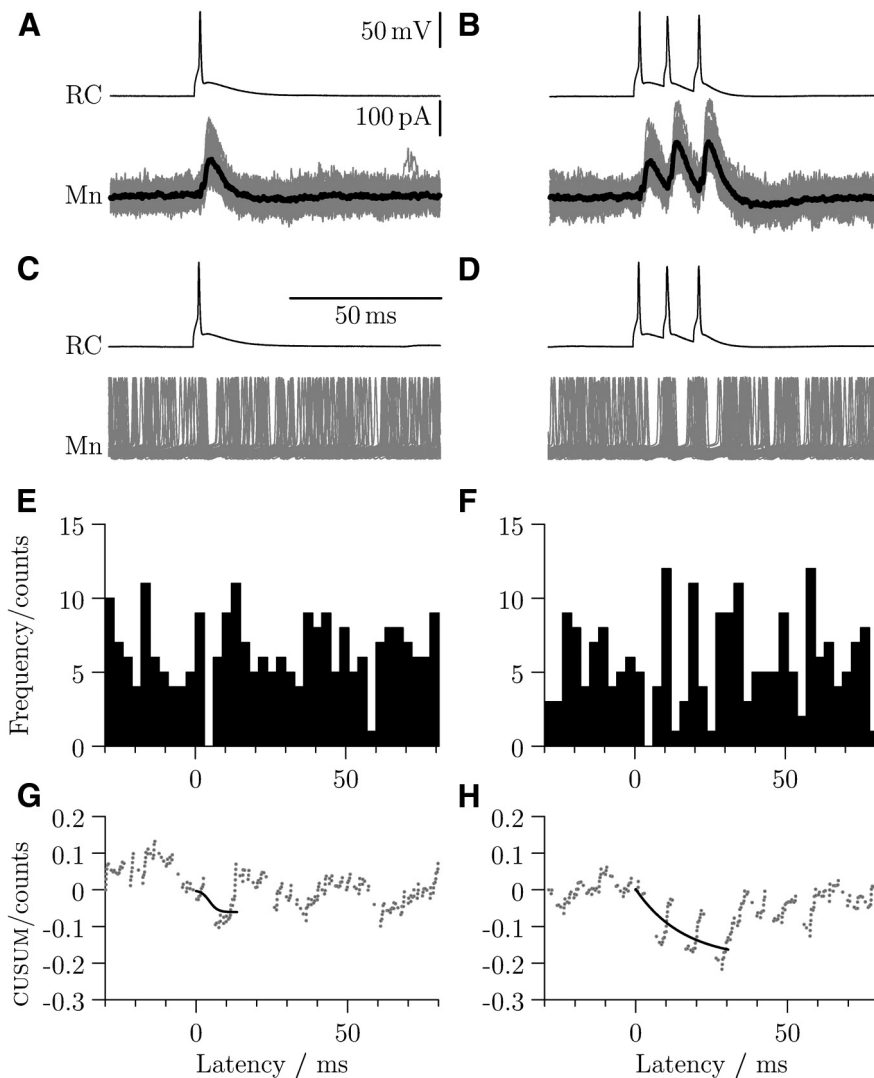 A
B
50 mV
RC
100 pA
Mn
C
D
50 ms
RC
Mn
E
F
15
15
10
10
5
5
0
0
Frequency/counts
0
50
0
50
G
H
0.2
0.2
0.1
0.1
0
0
-0.1
-0.1
-0.2
-0.2
-0.3
-0.3
CUSUM/counts
0
50
0
50
Latency / ms
Latency / ms